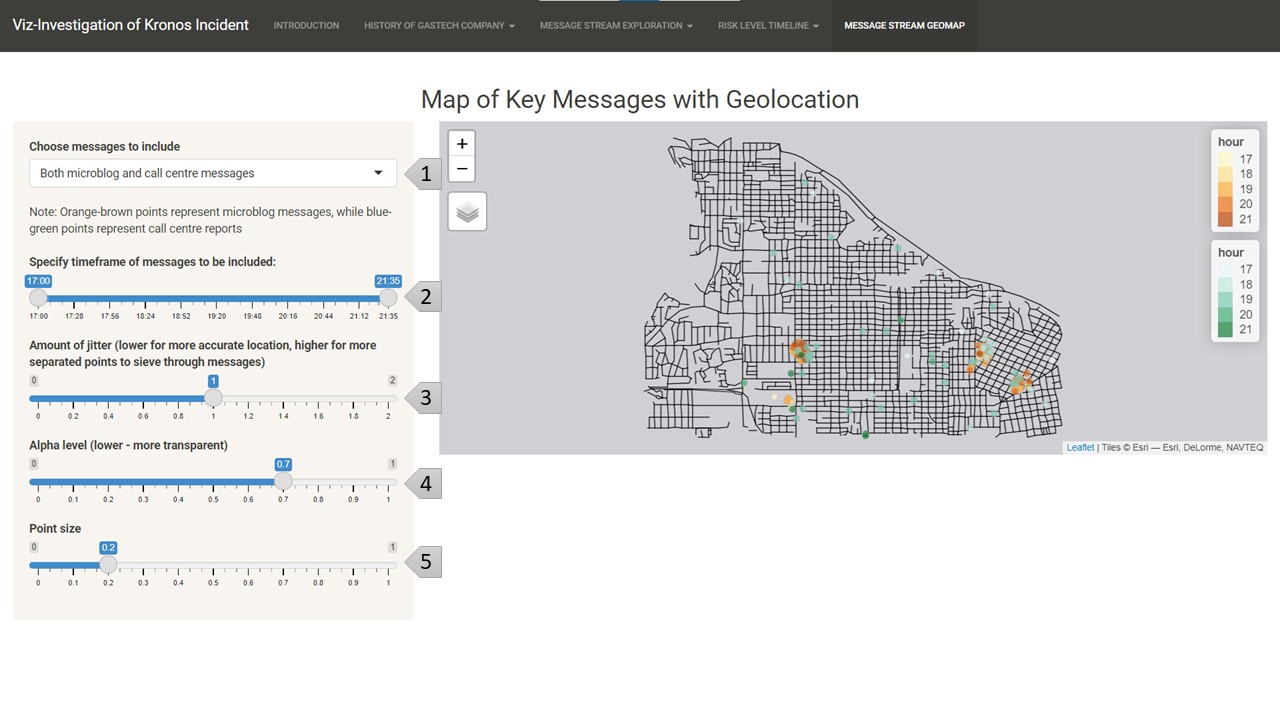 Viz-Investigation of Kronos Incident
INTRODUCTION
HISTORY OF GASTECH COMPANY
MESSAGE STREAM EXPLORATION
RISK LEVEL TIMELINE
MESSAGE STREAM GEOMAP
Map of Key Messages with Geolocation
Choose messages to include
Both microblog and call centre messages
1
Note: Orange-brown points represent microblog messages, while blue-
green points represent call centre reports
Specify timeframe of messages to be included:
17:00 21:35
2
17:00 17:28 17:56 18:24 18:52 19:20 19:48 20:16 20:44 21:12 21:35
Amount of jitter (lower for more accurate location, higher for more
separated points to sieve through messages)
0 1 2
3
0 0.2 0.4 0.6 0.8 1 1.2 1.4 1.6 1.8 2
Alpha level (lower - more transparent)
0 0.7 1
4
0 0.1 0.2 0.3 0.4 0.5 0.6 0.7 0.8 0.9 1
Point size
0 0.2 1
5
0 0.1 0.2 0.3 0.4 0.5 0.6 0.7 0.8 0.9 1
+
−
hour
17
18
19
20
21
hour
17
18
19
20
21
Leaflet | Tiles © Esri — Esri, DeLorme, NAVTEQ